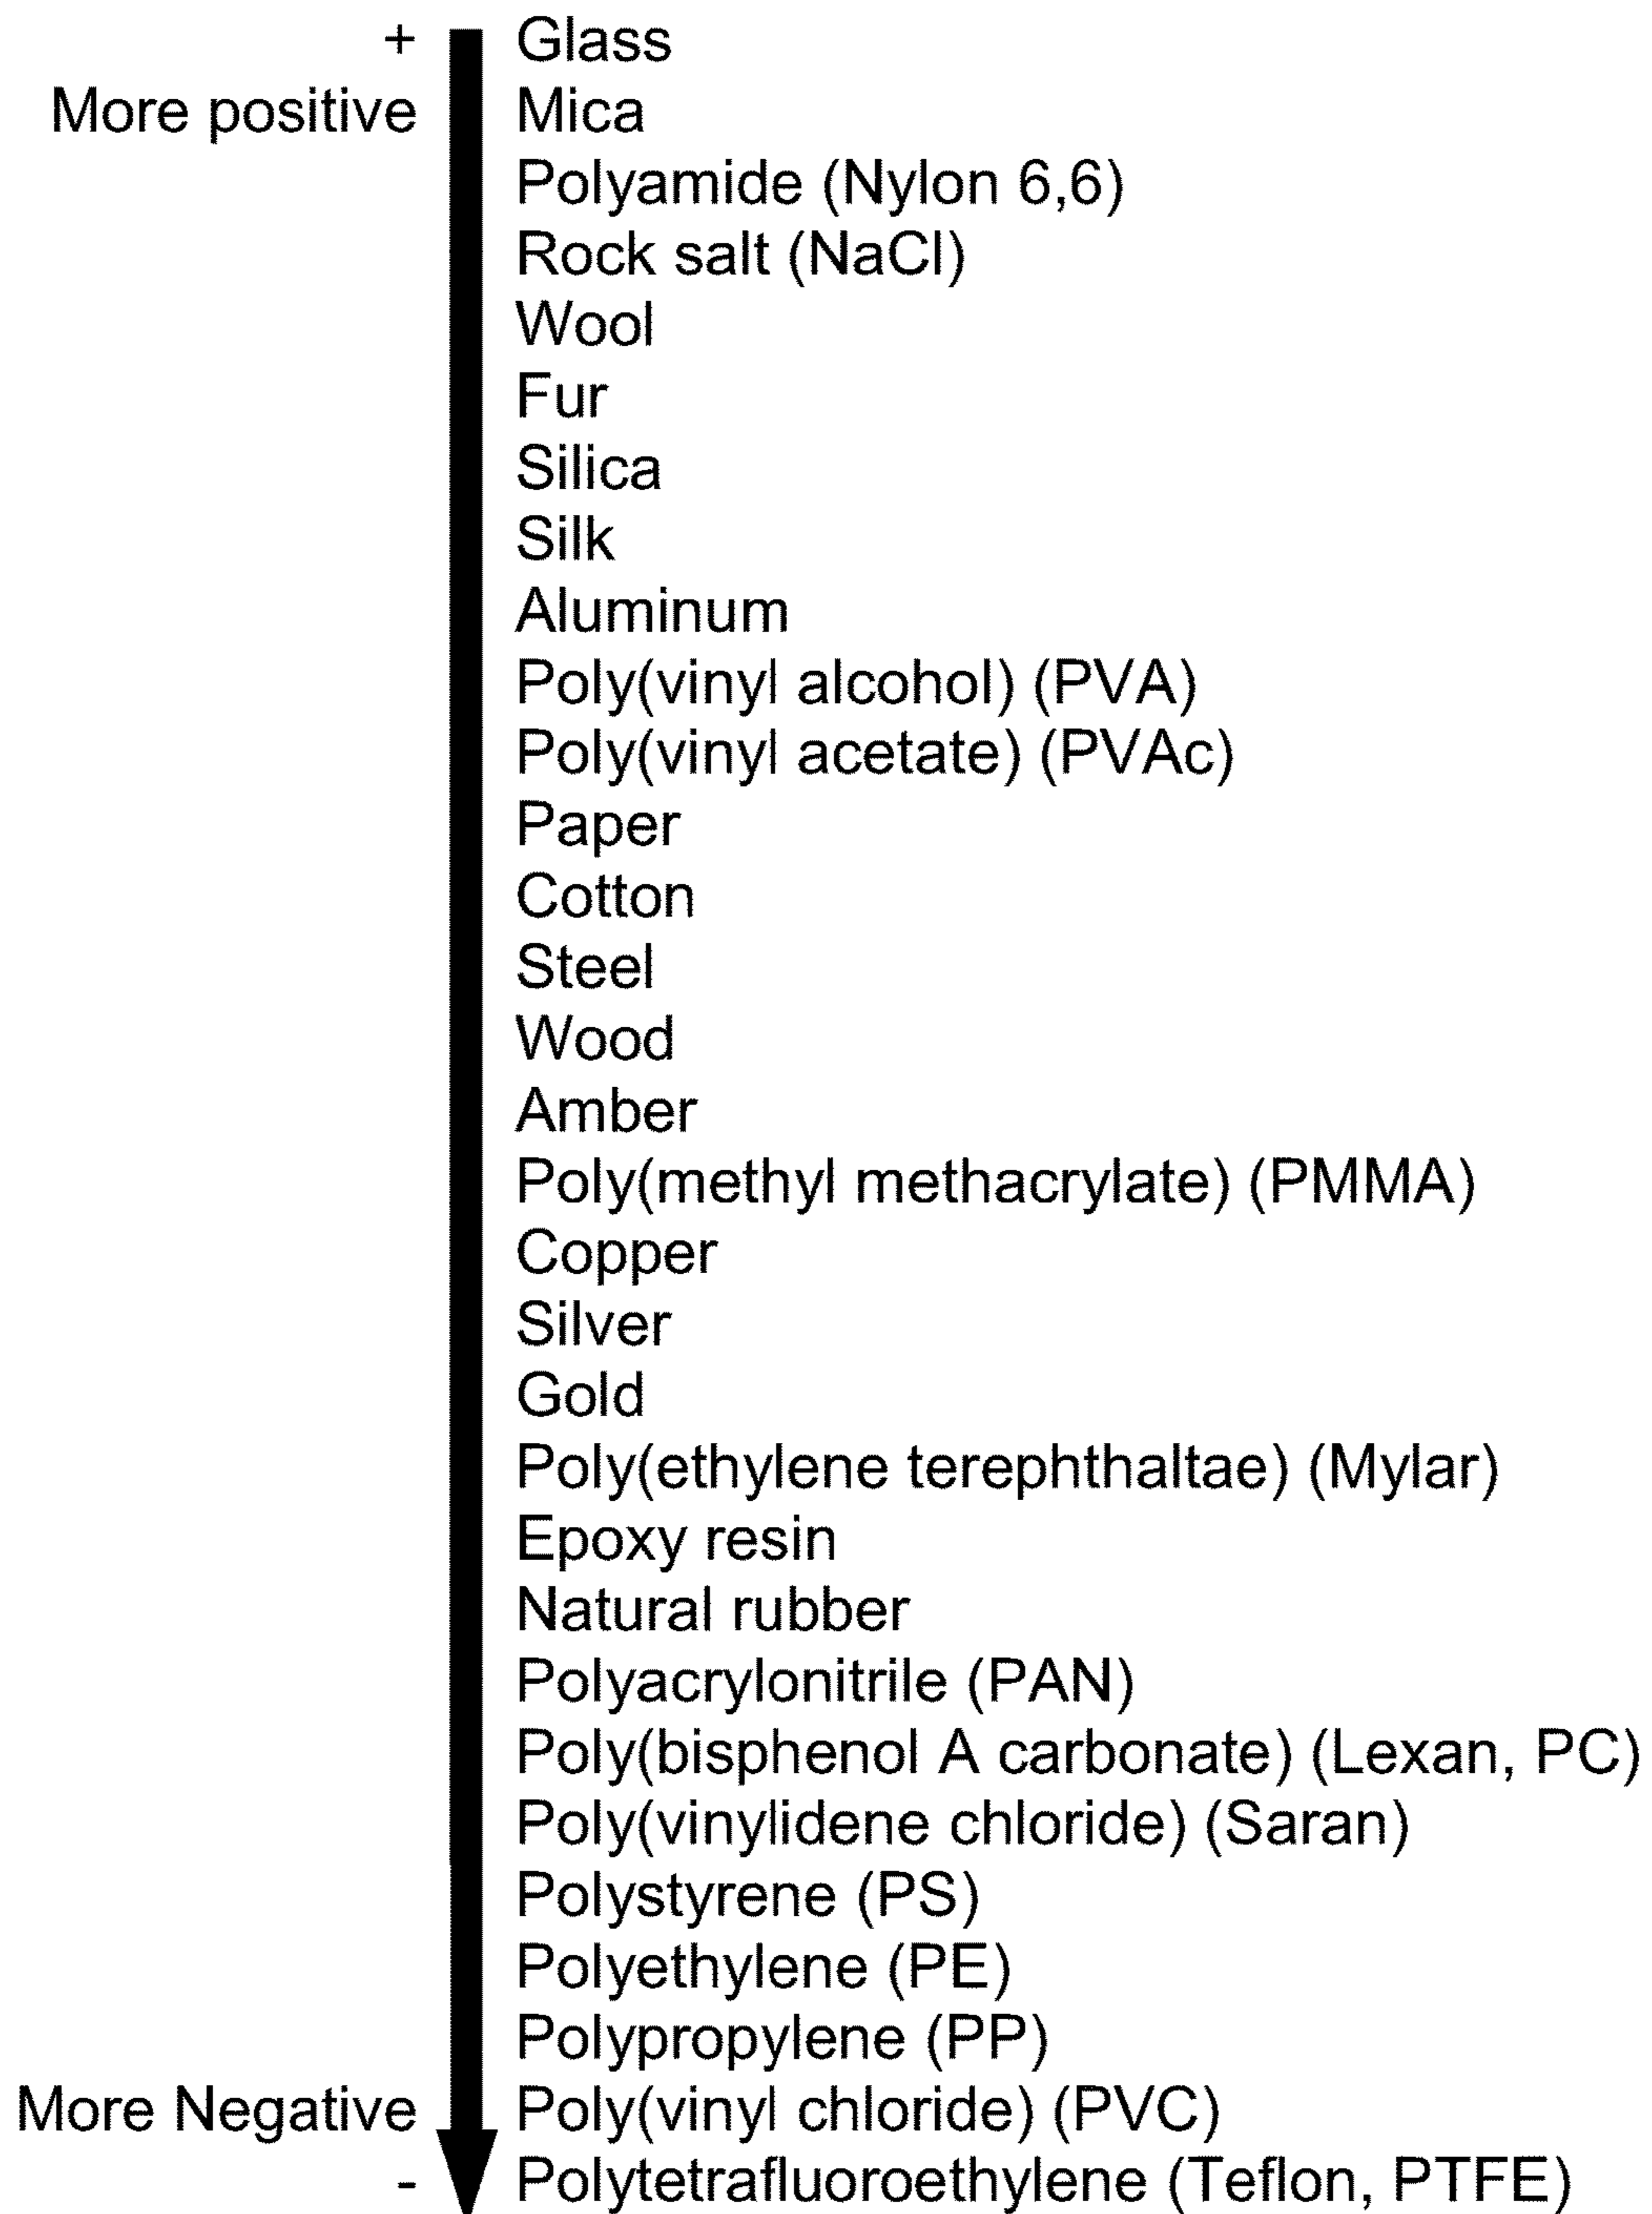 + Glass
More positive Mica
Polyamide (Nylon 6,6)
Rock salt (NaCl)
Wool
Fur
Silica
Silk
Aluminum
Poly(vinyl alcohol) (PVA)
Poly(vinyl acetate) (PVAc)
Paper
Cotton
Steel
Wood
Amber
Poly(methyl methacrylate) (PMMA)
Copper
Silver
Gold
Poly(ethylene terephthaltae) (Mylar)
Epoxy resin
Natural rubber
Polyacrylonitrile (PAN)
Poly(bisphenol A carbonate) (Lexan, PC)
Poly(vinylidene chloride) (Saran)
Polystyrene (PS)
Polyethylene (PE)
Polypropylene (PP)
More Negative Poly(vinyl chloride) (PVC)
- Polytetrafluoroethylene (Teflon, PTFE)